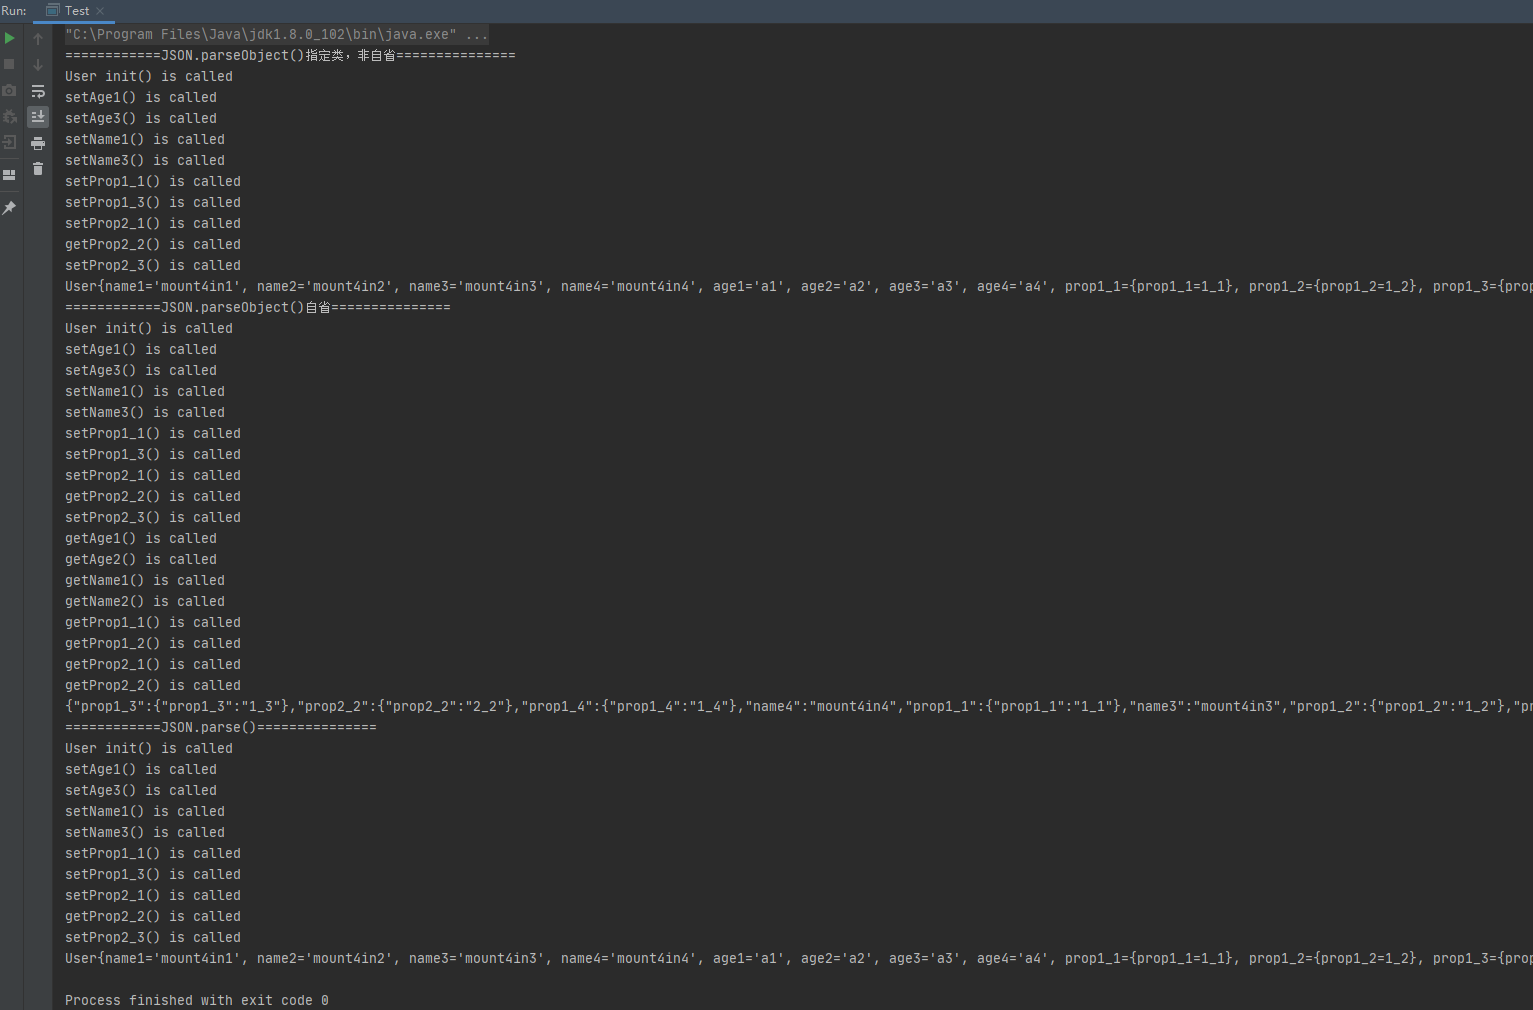 Run: Test
"C:\Program Files\Java\jdk1.8.0_102\bin\java.exe" ...
============JSON.parseObject()指定类，非自省===============
User init() is called
setAge1() is called
setAge3() is called
setName1() is called
setName3() is called
setProp1_1() is called
setProp1_3() is called
setProp2_1() is called
getProp2_2() is called
setProp2_3() is called
User{name1='mount4in1', name2='mount4in2', name3='mount4in3', name4='mount4in4', age1='a1', age2='a2', age3='a3', age4='a4', prop1_1={prop1_1=1_1}, prop1_2={prop1_2=1_2}, prop1_3={prop
============JSON.parseObject()自省===============
User init() is called
setAge1() is called
setAge3() is called
setName1() is called
setName3() is called
setProp1_1() is called
setProp1_3() is called
setProp2_1() is called
getProp2_2() is called
setProp2_3() is called
getAge1() is called
getAge2() is called
getName1() is called
getName2() is called
getProp1_1() is called
getProp1_2() is called
getProp2_1() is called
getProp2_2() is called
{"prop1_3":{"prop1_3":"1_3"},"prop2_2":{"prop2_2":"2_2"},"prop1_4":{"prop1_4":"1_4"},"name4":"mount4in4","prop1_1":{"prop1_1":"1_1"},"name3":"mount4in3","prop1_2":{"prop1_2":"1_2"},"pr
============JSON.parse()===============
User init() is called
setAge1() is called
setAge3() is called
setName1() is called
setName3() is called
setProp1_1() is called
setProp1_3() is called
setProp2_1() is called
getProp2_2() is called
setProp2_3() is called
User{name1='mount4in1', name2='mount4in2', name3='mount4in3', name4='mount4in4', age1='a1', age2='a2', age3='a3', age4='a4', prop1_1={prop1_1=1_1}, prop1_2={prop1_2=1_2}, prop1_3={prop
Process finished with exit code 0